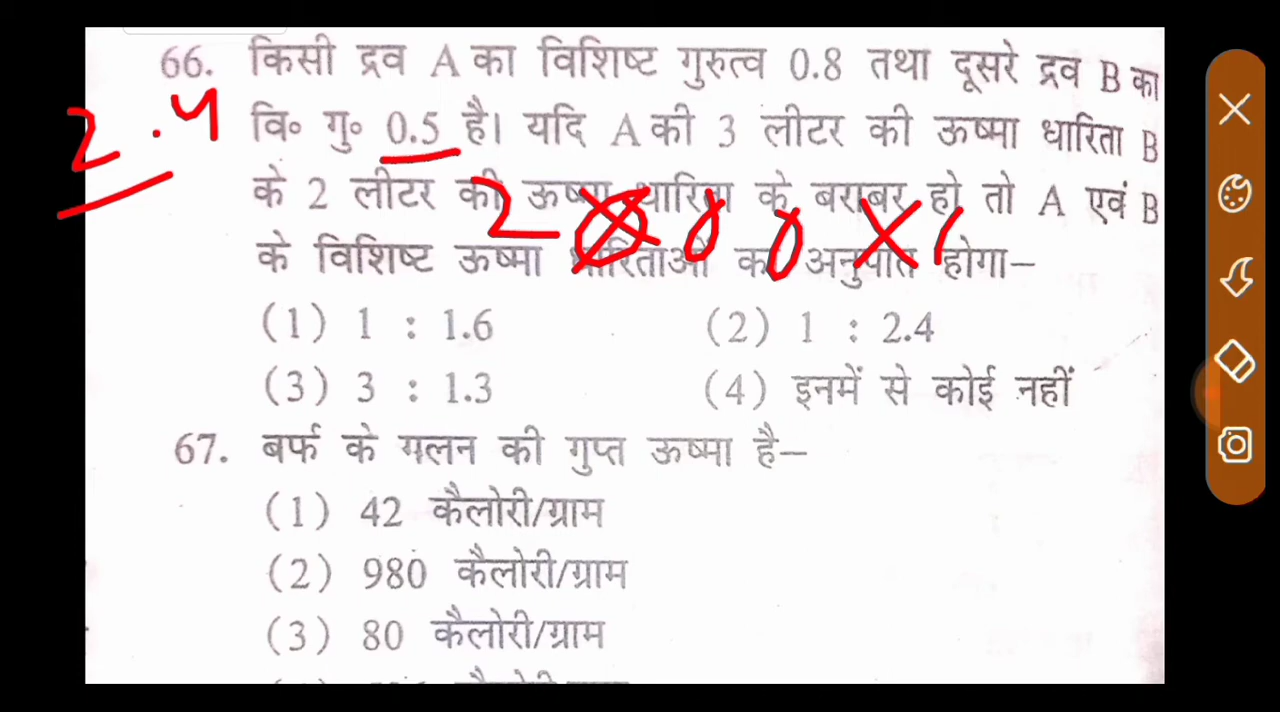 66. किसी द्रव A का विशिष्ट गुरुत्व 0.8 तथा दूसरे द्रव B का
2.4 वि० गु० 0.5 है। यदि A की 3 लीटर की ऊष्मा धारिता B
के 2 लीटर की ऊष्मा धारिता के बराबर हो तो A एवं B
के विशिष्ट ऊष्मा धारिताओं का अनुपात होगा–
(1) 1 : 1.6 (2) 1 : 2.4
(3) 3 : 1.3 (4) इनमें से कोई नहीं
67. बर्फ के गलन की गुप्त ऊष्मा है–
(1) 42 कैलोरी/ग्राम
(2) 980 कैलोरी/ग्राम
(3) 80 कैलोरी/ग्राम